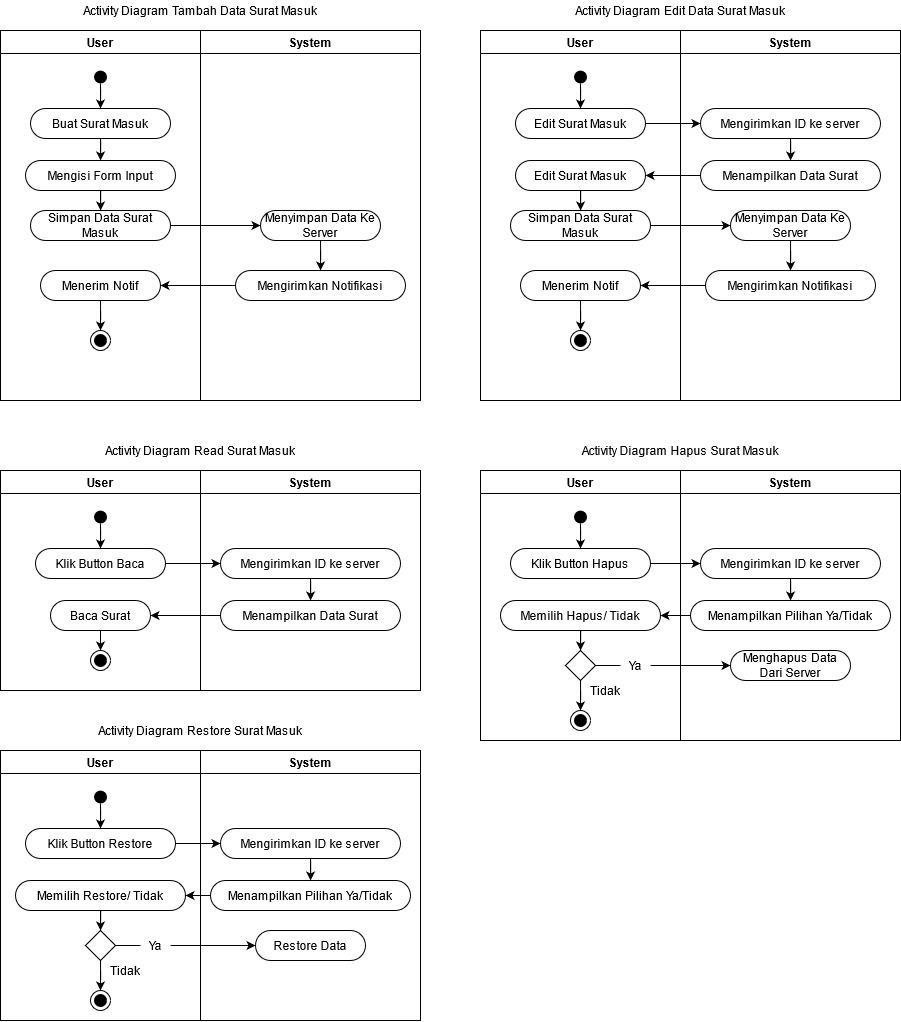 Activity Diagram Tambah Data Surat Masuk
User
System
Buat Surat Masuk
Mengisi Form Input
Simpan Data Surat
Masuk
Menyimpan Data Ke
Server
Menerim Notif
Mengirimkan Notifikasi
Activity Diagram Edit Data Surat Masuk
User
System
Edit Surat Masuk
Mengirimkan ID ke server
Edit Surat Masuk
Menampilkan Data Surat
Simpan Data Surat
Masuk
Menyimpan Data Ke
Server
Menerim Notif
Mengirimkan Notifikasi
Activity Diagram Read Surat Masuk
User
System
Klik Button Baca
Mengirimkan ID ke server
Baca Surat
Menampilkan Data Surat
Activity Diagram Hapus Surat Masuk
User
System
Klik Button Hapus
Mengirimkan ID ke server
Memilih Hapus/ Tidak
Menampilkan Pilihan Ya/Tidak
Ya
Menghapus Data
Dari Server
Tidak
Activity Diagram Restore Surat Masuk
User
System
Klik Button Restore
Mengirimkan ID ke server
Memilih Restore/ Tidak
Menampilkan Pilihan Ya/Tidak
Ya
Restore Data
Tidak